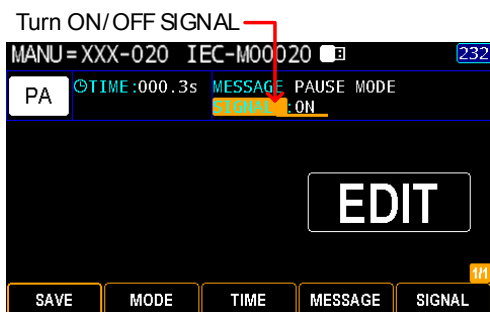 Turn ON/OFF SIGNAL
MANU=XXX-020 IEC-M00020 232
PA TIME:000.3s MESSAGE PAUSE MODE
SIGNAL :ON
EDIT
1/1
SAVE MODE TIME MESSAGE SIGNAL